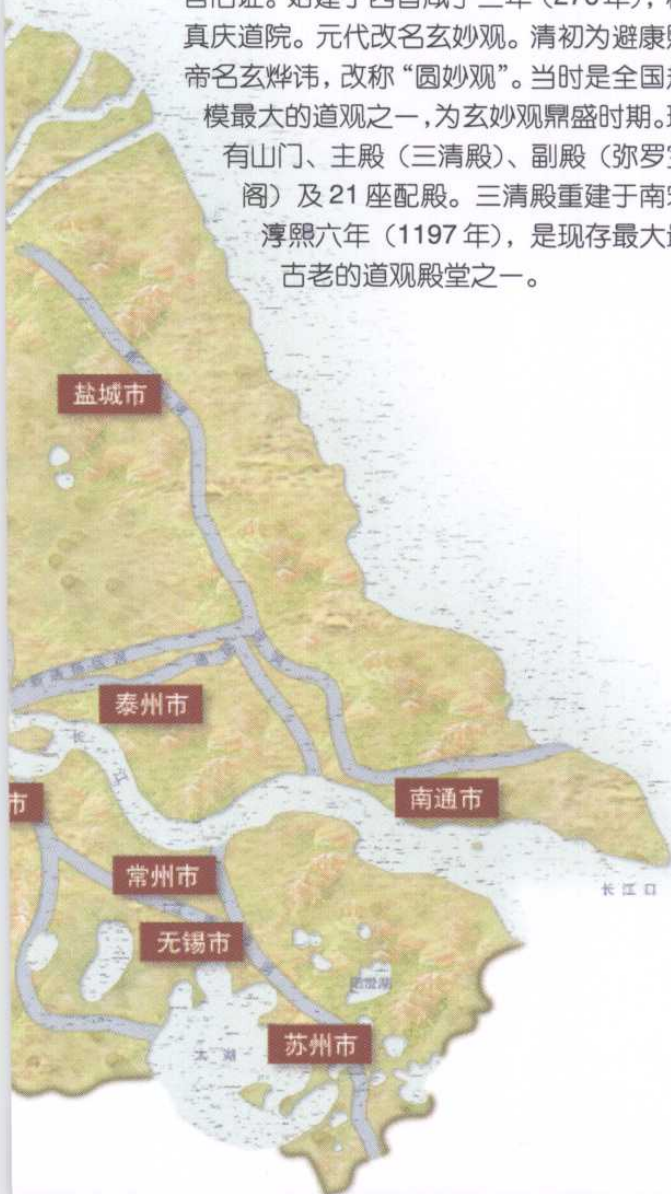 真庆道院。元代改名玄妙观。清初为避康
帝名玄烨讳，改称“圆妙观”。当时是全国
模最大的道观之一，为玄妙观鼎盛时期。
有山门、主殿（三清殿）、副殿（弥罗
阁）及21座配殿。三清殿重建于南
淳熙六年（1197年），是现存最大
古老的道观殿堂之一。
盐城市
泰州市
长
江
市
南通市
常州市
长江口
无锡市
太湖
苏州市